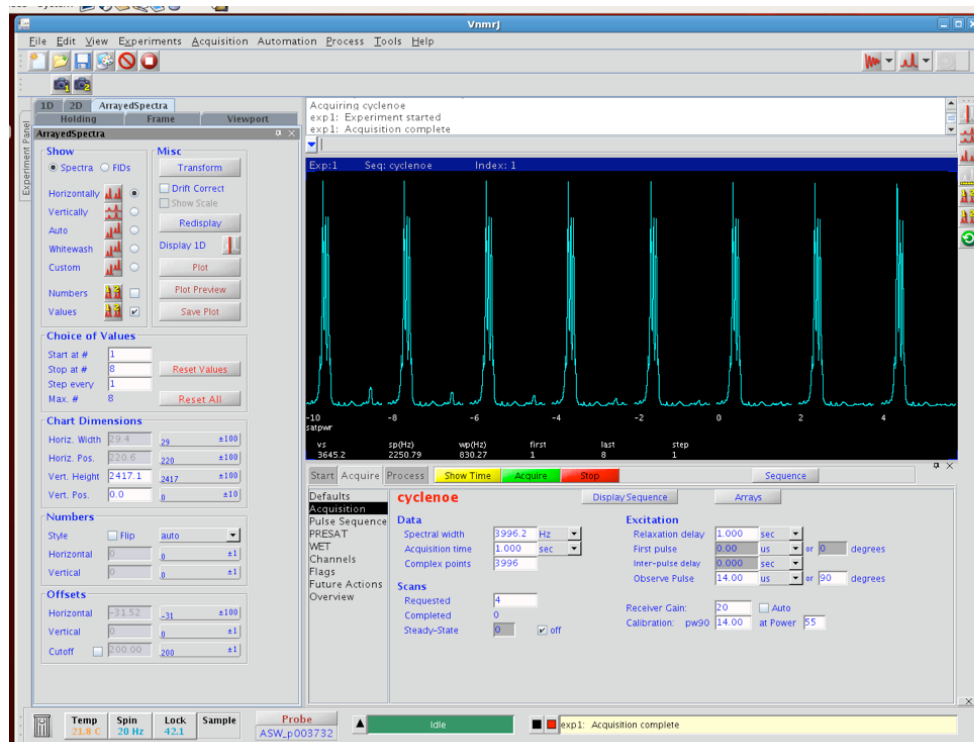 VnmrJ
File Edit View Experiments Acquisition Automation Process Tools Help
1D 2D ArrayedSpectra
Holding Frame Viewport
ArrayedSpectra
Experiment Panel
Acquiring cyclenoe
exp1: Experiment started
exp1: Acquisition complete
Show
Spectra FIDs
Horizontally
Vertically
Auto
Whitewash
Custom
Numbers
Values
Misc
Transform
Drift Correct
Show Scale
Redisplay
Display 1D
Plot
Plot Preview
Save Plot
Choice of Values
Start at # 1
Stop at # 8 Reset Values
Step every 1
Max. # 8 Reset All
Chart Dimensions
Horiz. Width 29.4 29 ±100
Horiz. Pos. 220.6 220 ±100
Vert. Height 2417.1 2417 ±100
Vert. Pos. 0.0 0 ±10
Numbers
Style Flip auto
Horizontal 0 0 ±1
Vertical 0 0 ±1
Offsets
Horizontal -31.52 -31 ±100
Vertical 0 0 ±1
Cutoff 200.00 200 ±1
Exp:1 Seq: cyclenoe Index: 1
-10 -8 -6 -4 -2 0 2 4
satpwr
vs sp(Hz) wp(Hz) first last step
3645.2 2250.79 830.27 1 8 1
Start Acquire Process Show Time Acquire Stop Sequence
Defaults
Acquisition
Pulse Sequence
PRESAT
WET
Channels
Flags
Future Actions
Overview
cyclenoe Display Sequence Arrays
Data
Spectral width 3996.2 Hz
Acquisition time 1.000 sec
Complex points 3996
Scans
Requested 4
Completed 0
Steady-State 0 off
Excitation
Relaxation delay 1.000 sec
First pulse 0.00 us or 0 degrees
Inter-pulse delay 0.000 sec
Observe Pulse 14.00 us or 90 degrees
Receiver Gain: 20 Auto
Calibration: pw90 14.00 at Power 55
Temp Spin Lock Sample Probe
21.8 C 20 Hz 42.1 ASW_p003732
Idle
exp1: Acquisition complete